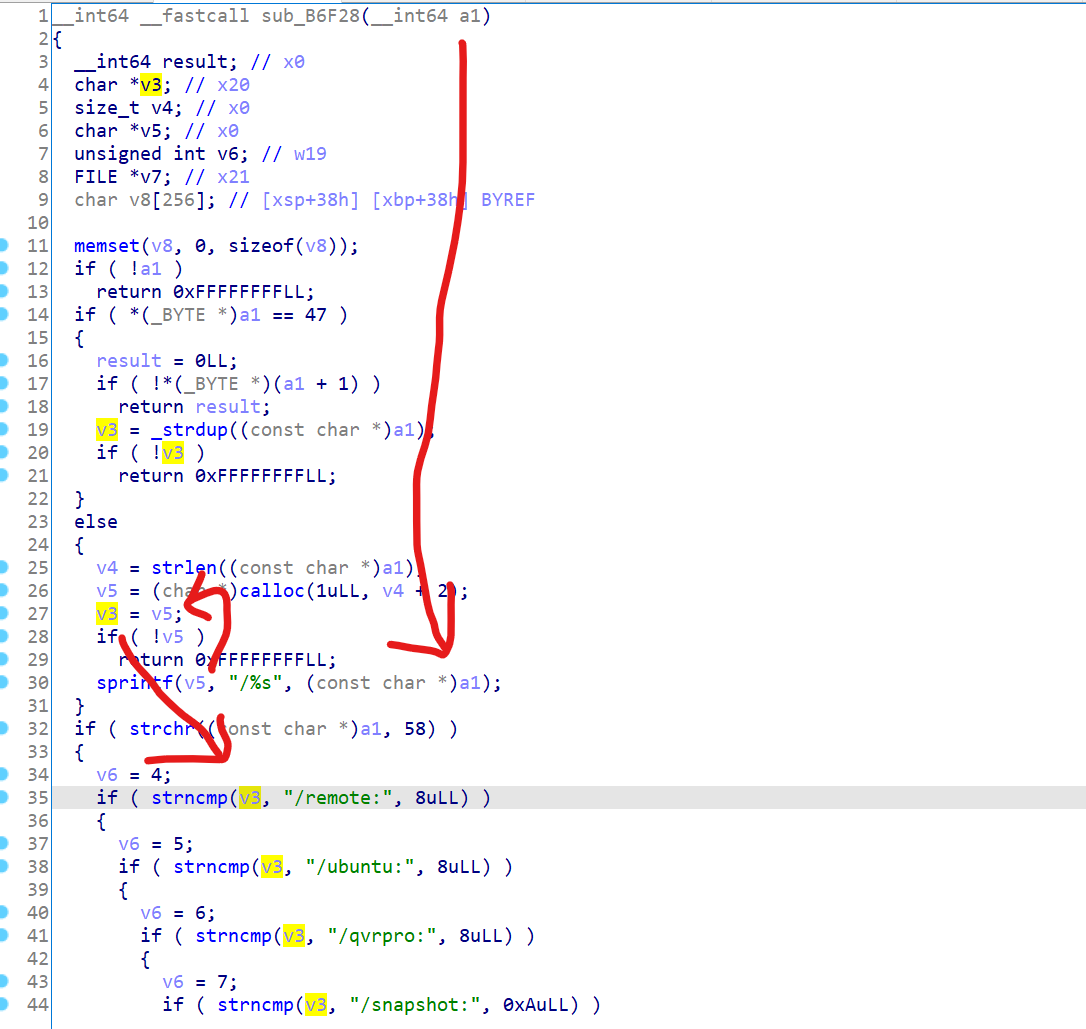 1 __int64 __fastcall sub_B6F28(__int64 a1)
2 {
3 __int64 result; // x0
4 char *v3; // x20
5 size_t v4; // x0
6 char *v5; // x0
7 unsigned int v6; // w19
8 FILE *v7; // x21
9 char v8[256]; // [xsp+38h] [xbp+38h] BYREF
10
11 memset(v8, 0, sizeof(v8));
12 if ( !a1 )
13 return 0xFFFFFFFFLL;
14 if ( *(_BYTE *)a1 == 47 )
15 {
16 result = 0LL;
17 if ( !*(_BYTE *)(a1 + 1) )
18 return result;
19 v3 = _strdup((const char *)a1);
20 if ( !v3 )
21 return 0xFFFFFFFFLL;
22 }
23 else
24 {
25 v4 = strlen((const char *)a1);
26 v5 = (char *)calloc(1uLL, v4 + 2);
27 v3 = v5;
28 if ( !v5 )
29 return 0xFFFFFFFFLL;
30 sprintf(v5, "/%s", (const char *)a1);
31 }
32 if ( strchr((const char *)a1, 58) )
33 {
34 v6 = 4;
35 if ( strncmp(v3, "/remote:", 8uLL) )
36 {
37 v6 = 5;
38 if ( strncmp(v3, "/ubuntu:", 8uLL) )
39 {
40 v6 = 6;
41 if ( strncmp(v3, "/qvrpro:", 8uLL) )
42 {
43 v6 = 7;
44 if ( strncmp(v3, "/snapshot:", 0xAuLL) )